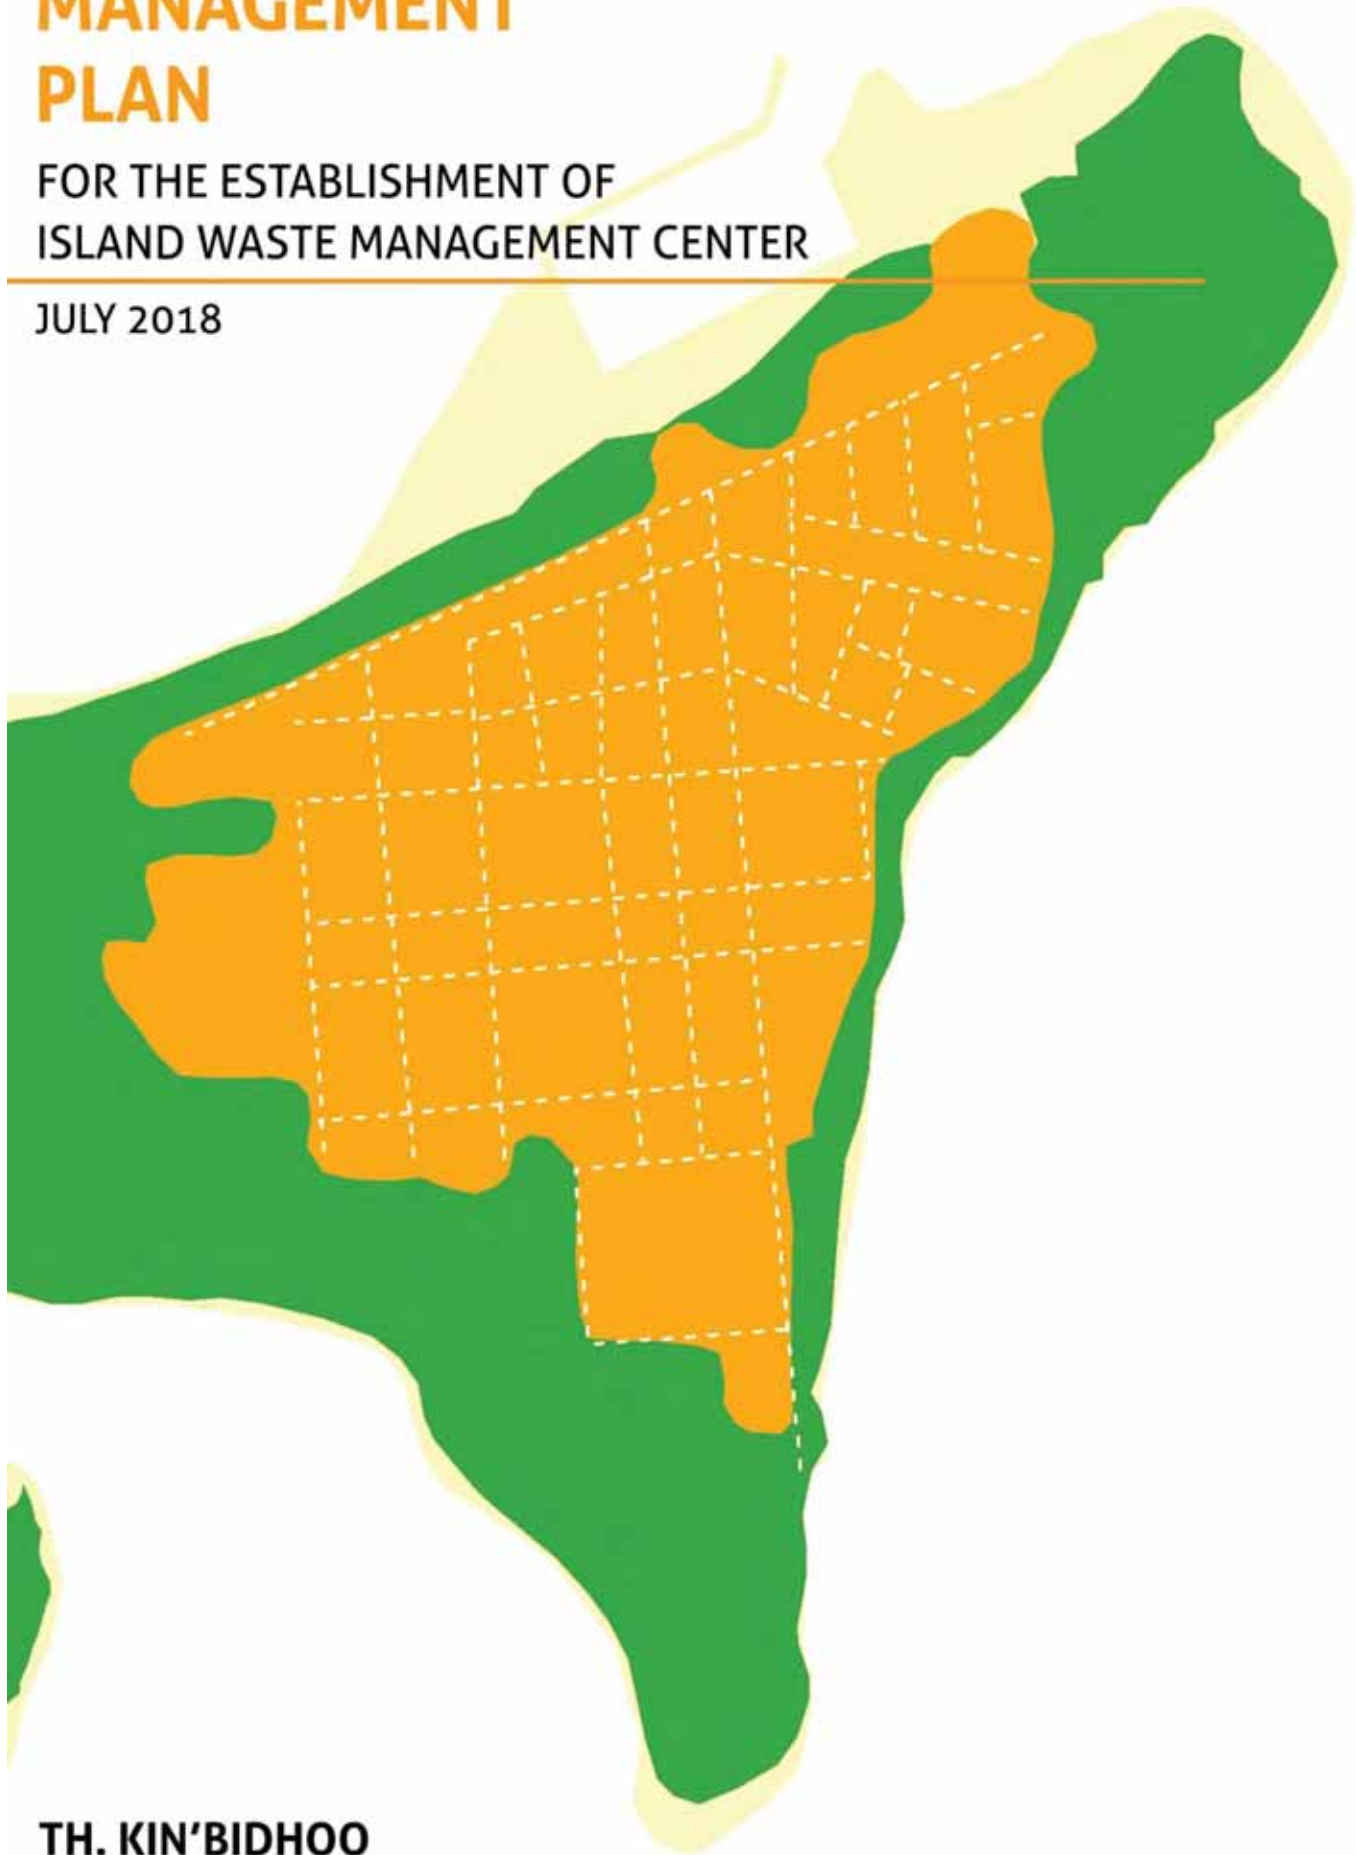 MANAGEMENT
PLAN
FOR THE ESTABLISHMENT OF
ISLAND WASTE MANAGEMENT CENTER
JULY 2018
TH. KIN'BIDHOO